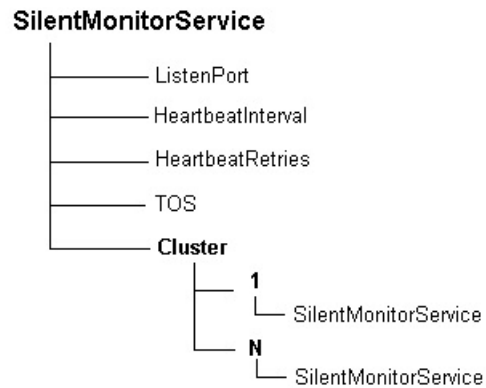 SilentMonitorService
ListenPort
HeartbeatInterval
HeartbeatRetries
TOS
Cluster
1
SilentMonitorService
N
SilentMonitorService